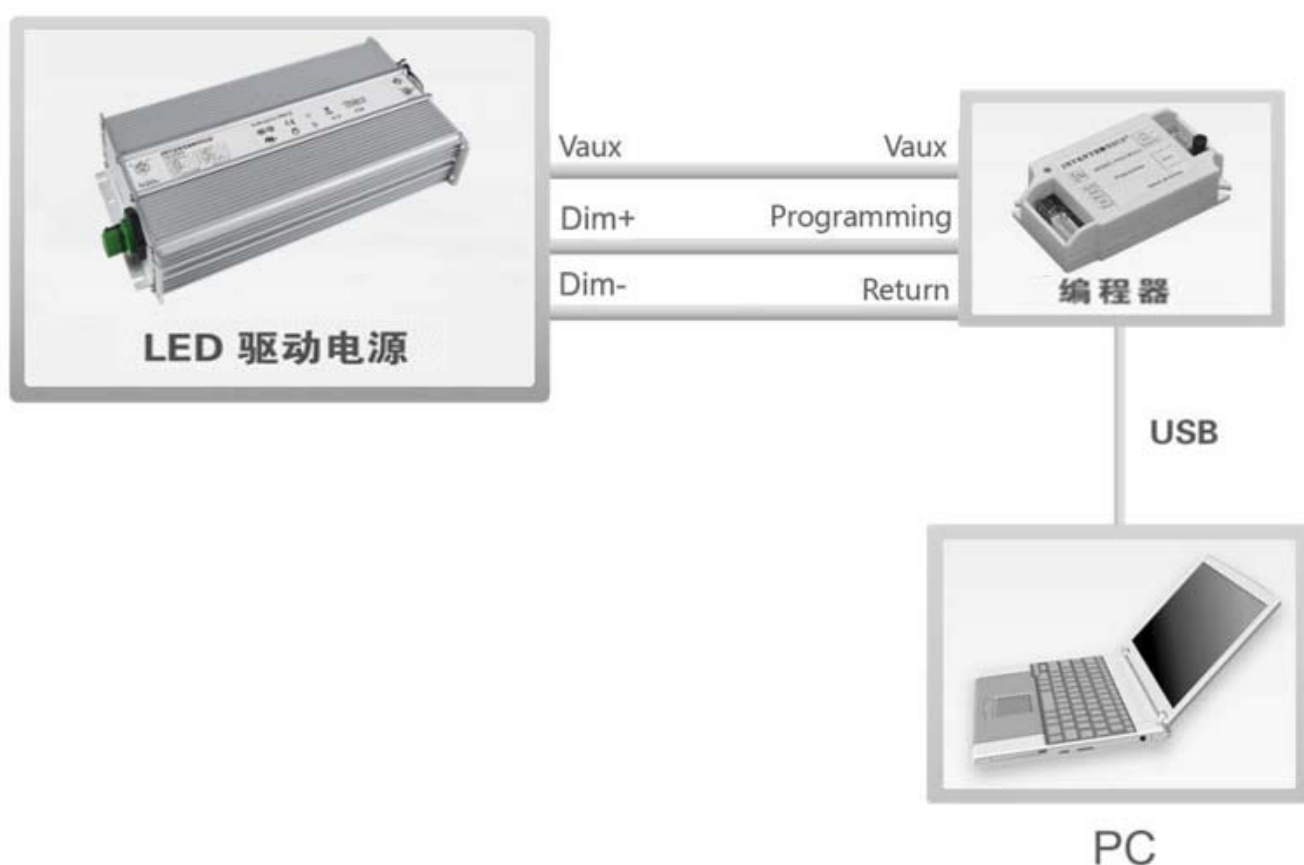 Vaux Vaux
Dim+ Programming
Dim- Return
LED 驱动电源
编程器
USB
PC